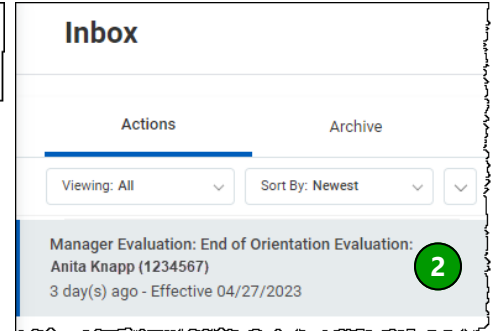 Inbox
Actions Archive
Viewing: All Sort By: Newest
Manager Evaluation: End of Orientation Evaluation:
Anita Knapp (1234567)
2
3 day(s) ago - Effective 04/27/2023